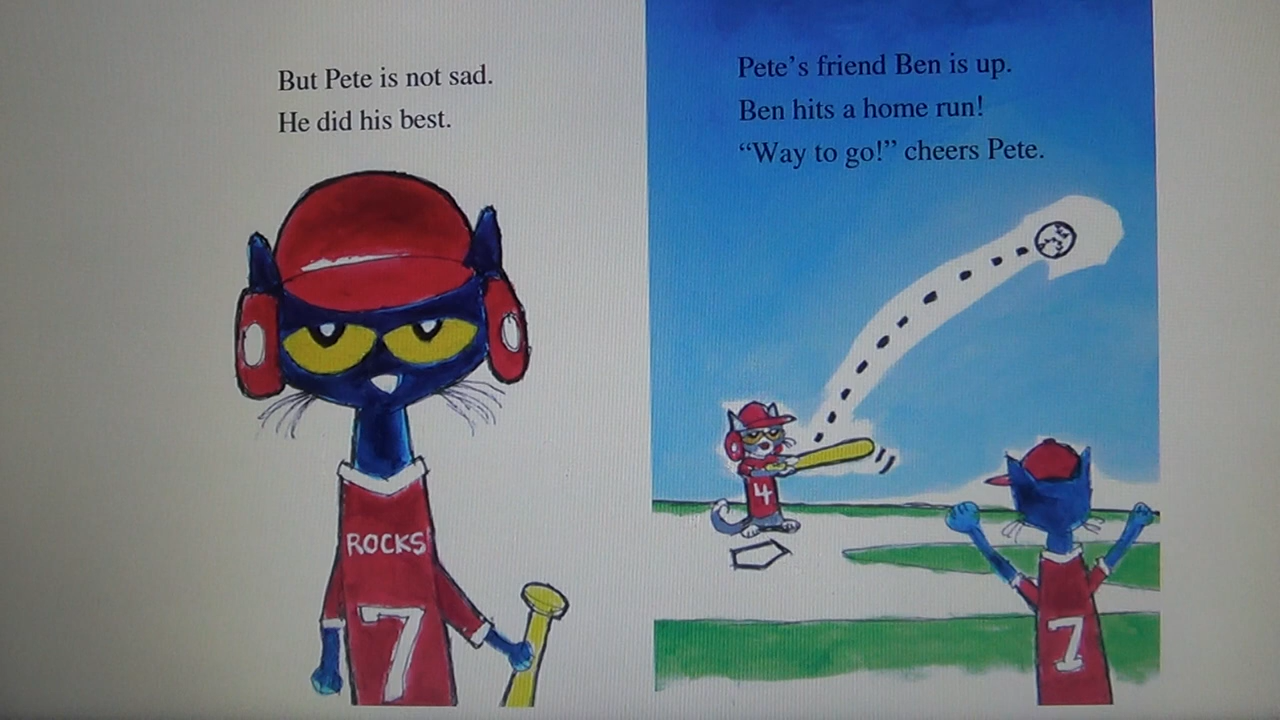 But Pete is not sad.
He did his best.
ROCKS
7
Pete’s friend Ben is up.
Ben hits a home run!
“Way to go!” cheers Pete.
4
7